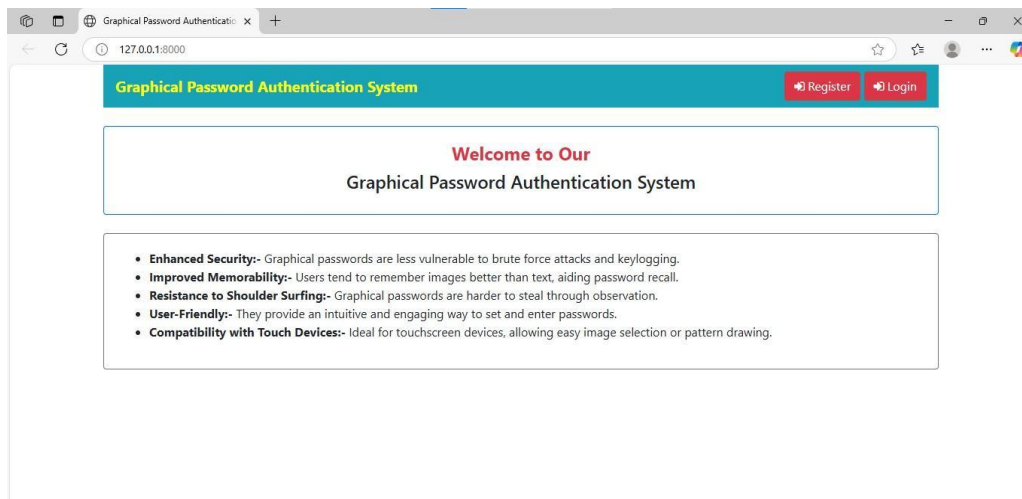 Graphical Password Authenticatio
127.0.0.1:8000
Graphical Password Authentication System
Register
Login
Welcome to Our
Graphical Password Authentication System
• Enhanced Security:- Graphical passwords are less vulnerable to brute force attacks and keylogging.
• Improved Memorability:- Users tend to remember images better than text, aiding password recall.
• Resistance to Shoulder Surfing:- Graphical passwords are harder to steal through observation.
• User-Friendly:- They provide an intuitive and engaging way to set and enter passwords.
• Compatibility with Touch Devices:- Ideal for touchscreen devices, allowing easy image selection or pattern drawing.